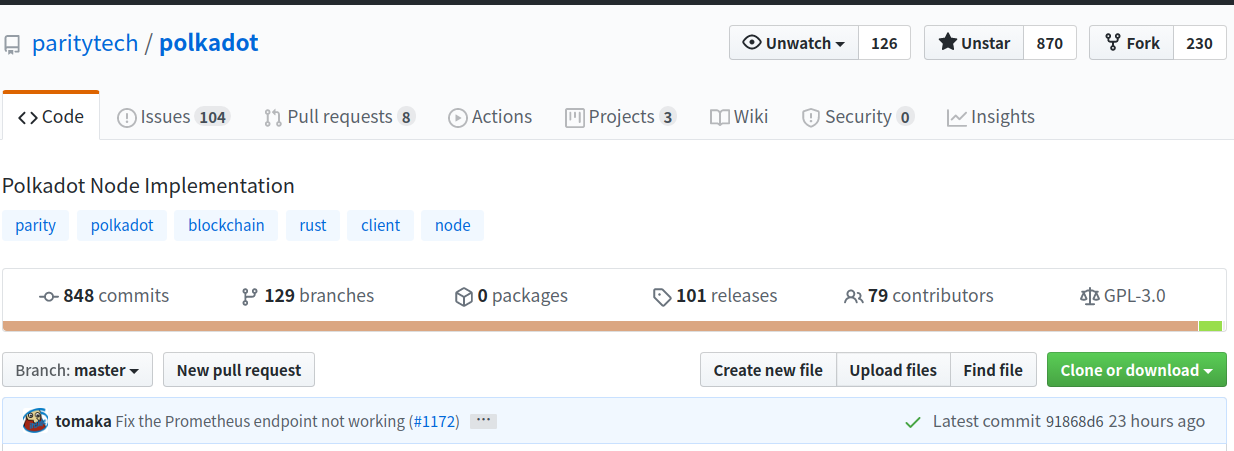 paritytech / polkadot Unwatch 126 Unstar 870 Fork 230
Code Issues 104 Pull requests 8 Actions Projects 3 Wiki Security 0 Insights
Polkadot Node Implementation
parity polkadot blockchain rust client node
848 commits 129 branches 0 packages 101 releases 79 contributors GPL-3.0
Branch: master New pull request Create new file Upload files Find file Clone or download
tomaka Fix the Prometheus endpoint not working (#1172) ... Latest commit 91868d6 23 hours ago